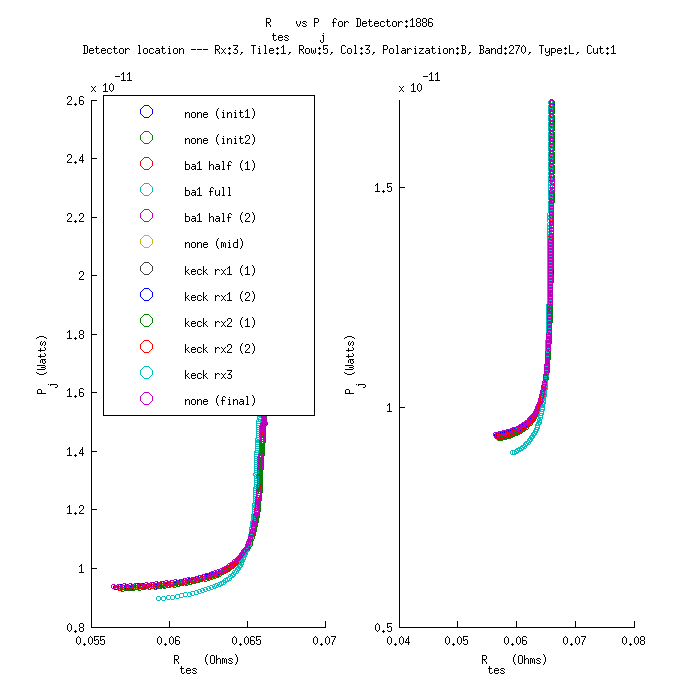 R    vs P  for Detector:1886
tes    j
Detector location --- Rx:3, Tile:1, Row:5, Col:3, Polarization:B, Band:270, Type:L, Cut:1
x 10^-11
2.6
2.4
2.2
2
1.8
1.6
1.4
1.2
1
0.8
P_j (Watts)
none (init1)
none (init2)
ba1 half (1)
ba1 full
ba1 half (2)
none (mid)
keck rx1 (1)
keck rx1 (2)
keck rx2 (1)
keck rx2 (2)
keck rx3
none (final)
0.055 0.06 0.065 0.07
R_tes (Ohms)
x 10^-11
1.5
1
0.5
P_j (Watts)
0.04 0.05 0.06 0.07 0.08
R_tes (Ohms)